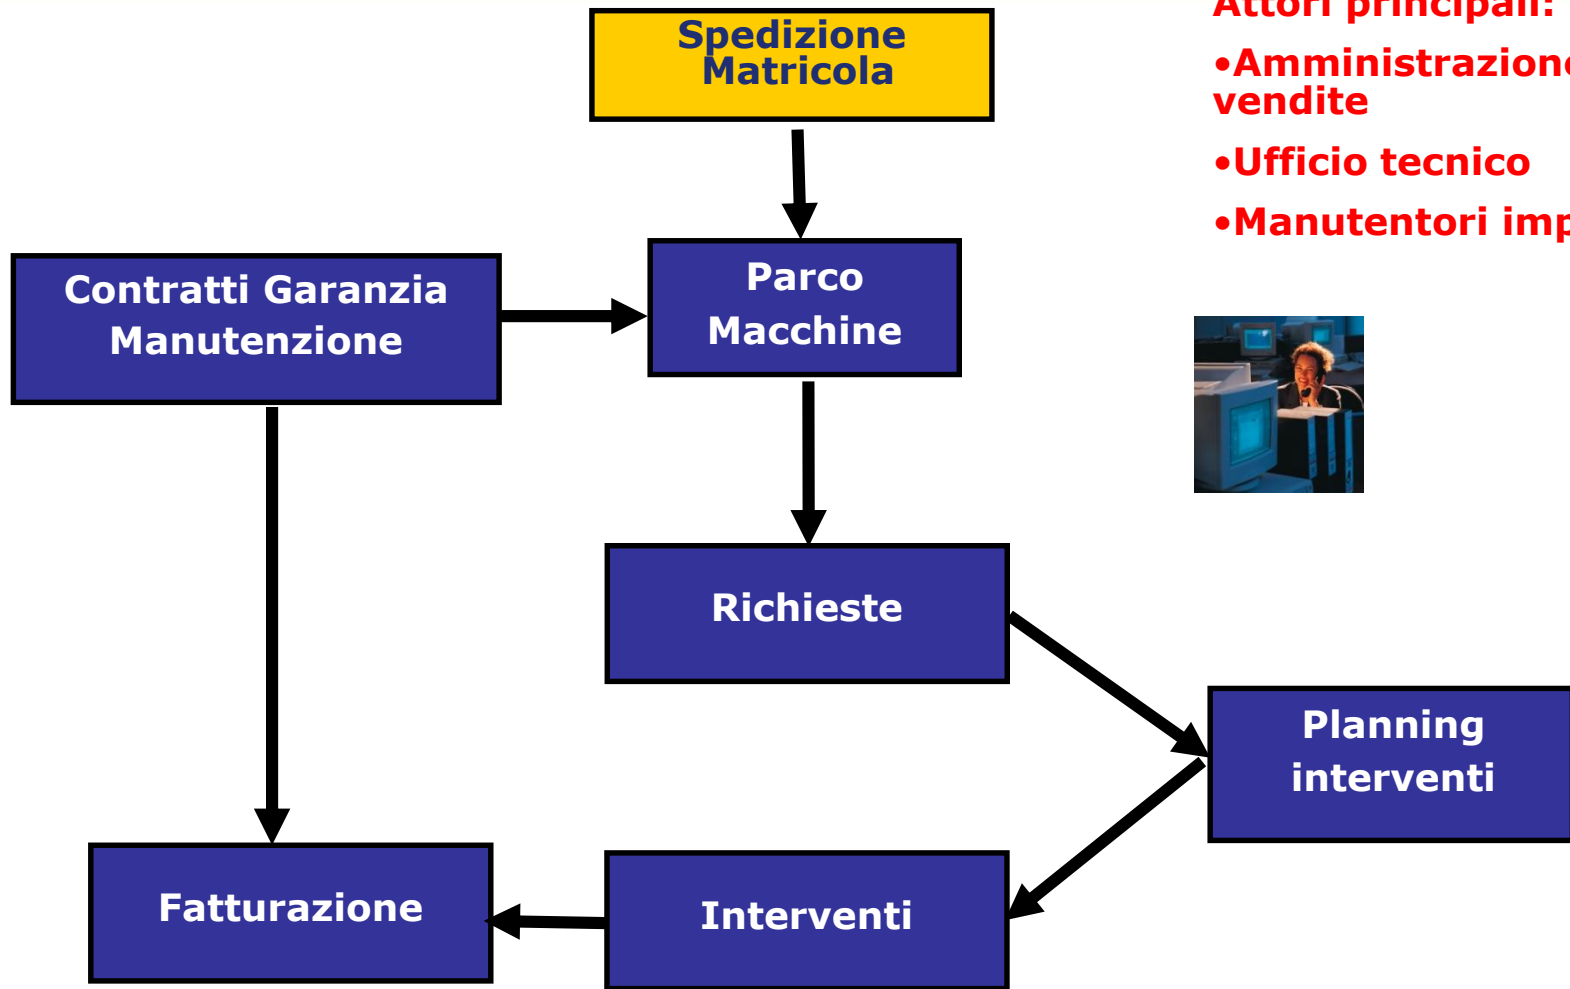 Spedizione
Matricola
Attori principali:
•Amministrazione
vendite
•Ufficio tecnico
•Manutentori
Contratti Garanzia
Manutenzione
Parco
Macchine
Richieste
Planning
interventi
Fatturazione
Interventi